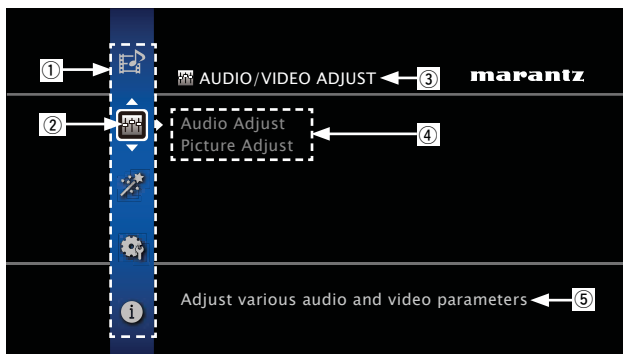 ①
AUDIO/VIDEO ADJUST
③
marantz
②
Audio Adjust
Picture Adjust
④
Adjust various audio and video parameters
⑤